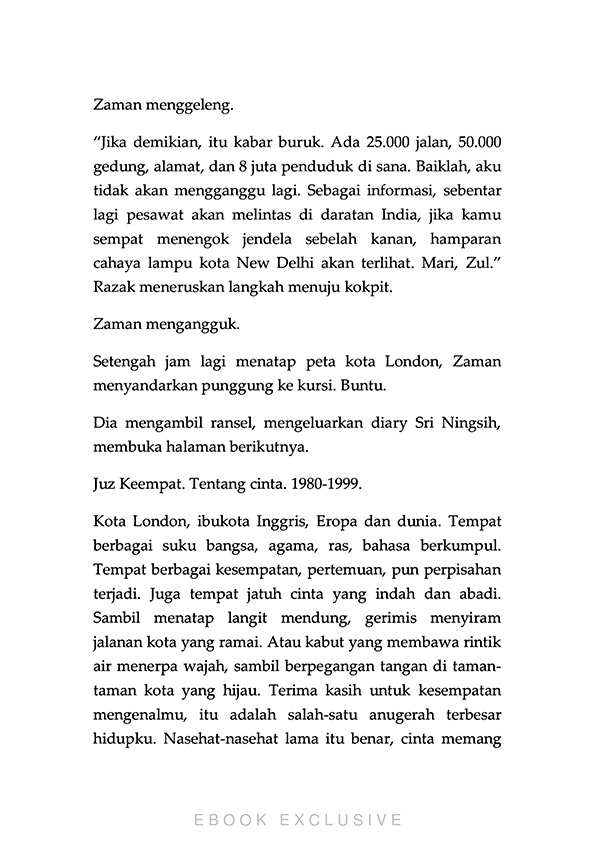 Zaman menggeleng.
“Jika demikian, itu kabar buruk. Ada 25.000 jalan, 50.000
gedung, alamat, dan 8 juta penduduk di sana. Baiklah, aku
tidak akan mengganggu lagi. Sebagai informasi, sebentar
lagi pesawat akan melintas di daratan India, jika kamu
sempat menengok jendela sebelah kanan, hamparan
cahaya lampu kota New Delhi akan terlihat. Mari, Zul.”
Razak meneruskan langkah menuju kokpit.
Zaman mengangguk.
Setengah jam lagi menatap peta kota London, Zaman
menyandarkan punggung ke kursi. Buntu.
Dia mengambil ransel, mengeluarkan diary Sri Ningsih,
membuka halaman berikutnya.
Juz Keempat. Tentang cinta. 1980-1999.
Kota London, ibukota Inggris, Eropa dan dunia. Tempat
berbagai suku bangsa, agama, ras, bahasa berkumpul.
Tempat berbagai kesempatan, pertemuan, pun perpisahan
terjadi. Juga tempat jatuh cinta yang indah dan abadi.
Sambil menatap langit mendung, gerimis menyiram
jalanan kota yang ramai. Atau kabut yang membawa rintik
air menerpa wajah, sambil berpegangan tangan di taman-
taman kota yang hijau. Terima kasih untuk kesempatan
mengenalmu, itu adalah salah-satu anugerah terbesar
hidupku. Nasehat-nasehat lama itu benar, cinta memang
EBOOK EXCLUSIVE